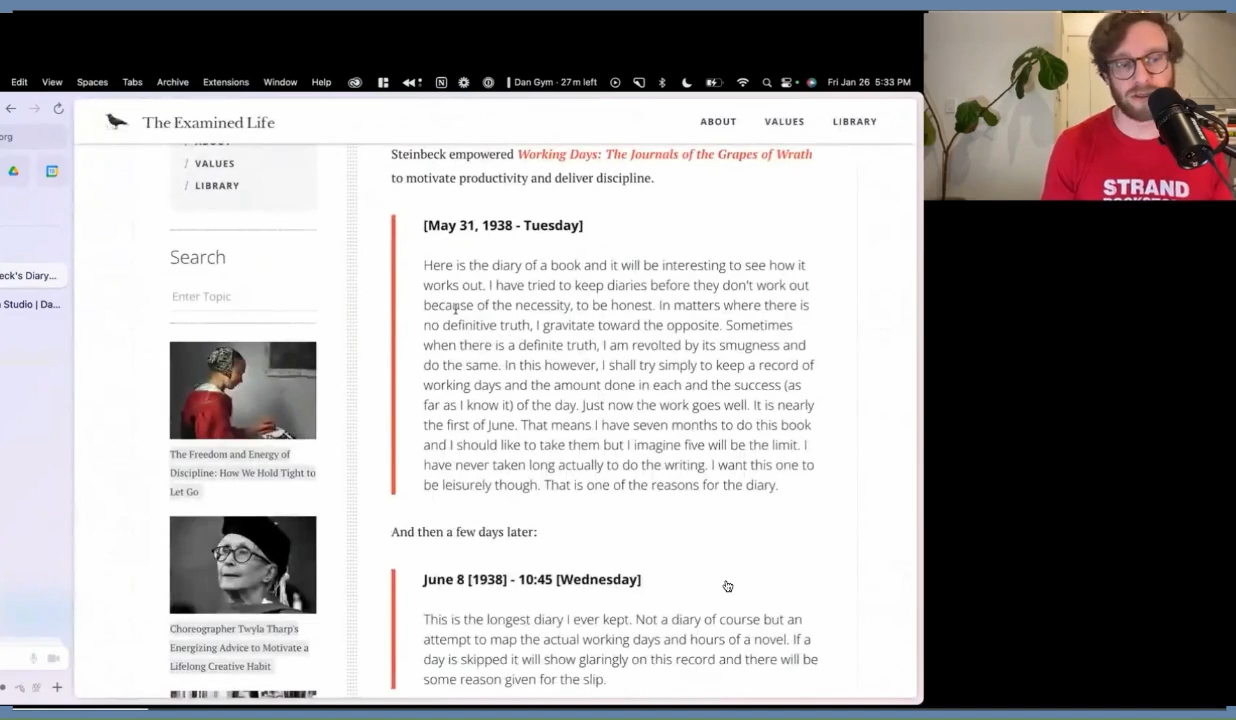 Edit View Spaces Tabs Archive Extensions Window Help Dan Gym · 27 m left Fri Jan 26 5:33 PM
org
eck's Diary...
n Studio | Da...
The Examined Life
ABOUT VALUES LIBRARY
/ VALUES
/ LIBRARY
Search
Enter Topic
The Freedom and Energy of
Discipline: How We Hold Tight to
Let Go
Choreographer Twyla Tharp's
Energizing Advice to Motivate a
Lifelong Creative Habit
Steinbeck empowered Working Days: The Journals of the Grapes of Wrath
to motivate productivity and deliver discipline.
[May 31, 1938 - Tuesday]
Here is the diary of a book and it will be interesting to see how it
works out. I have tried to keep diaries before they don't work out
because of the necessity, to be honest. In matters where there is
no definitive truth, I gravitate toward the opposite. Sometimes
when there is a definite truth, I am revolted by its smugness and
do the same. In this however, I shall try simply to keep a record of
working days and the amount done in each and the success (as
far as I know it) of the day. Just now the work goes well. It is nearly
the first of June. That means I have seven months to do this book
and I should like to take them but I imagine five will be the limit. I
have never taken long actually to do the writing. I want this one to
be leisurely though. That is one of the reasons for the diary.
And then a few days later:
June 8 [1938] - 10:45 [Wednesday]
This is the longest diary I ever kept. Not a diary of course but an
attempt to map the actual working days and hours of a novel. If a
day is skipped it will show glaringly on this record and there will be
some reason given for the slip.
STRAND